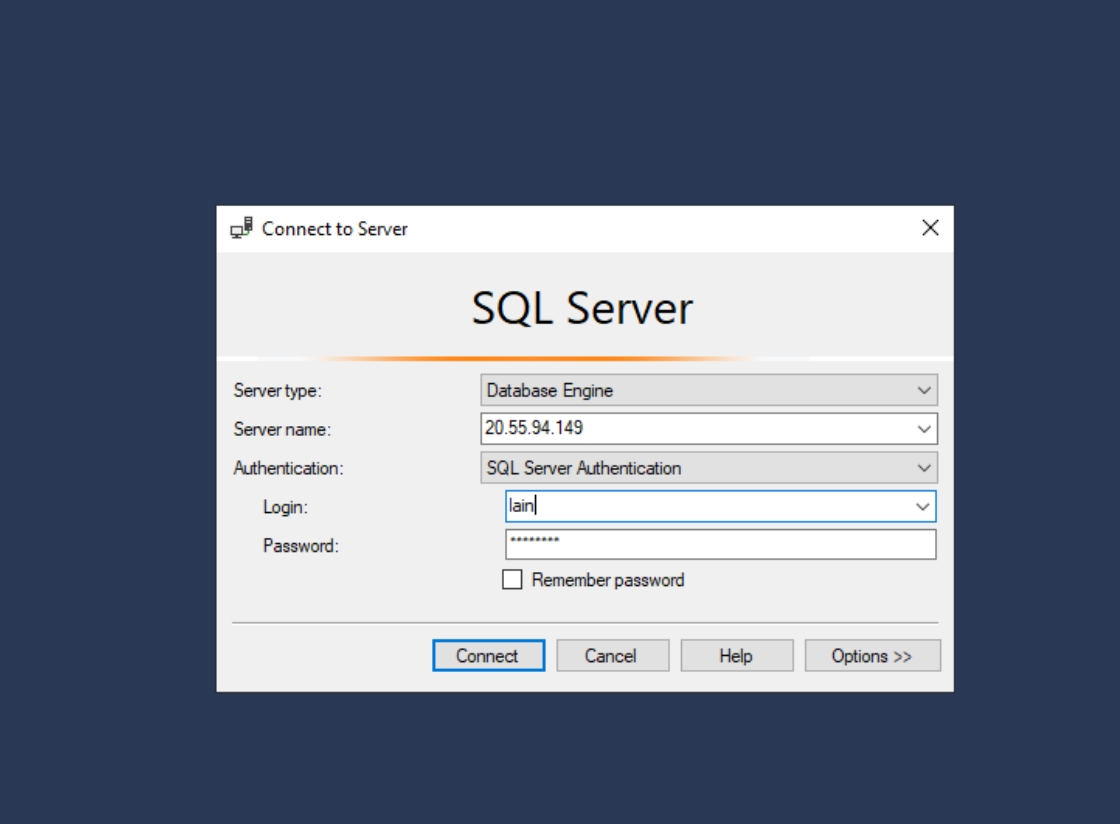 Connect to Server
SQL Server
Server type: Database Engine
Server name: 20.55.94.149
Authentication: SQL Server Authentication
Login: lain
Password: ********
Remember password
Connect Cancel Help Options >>